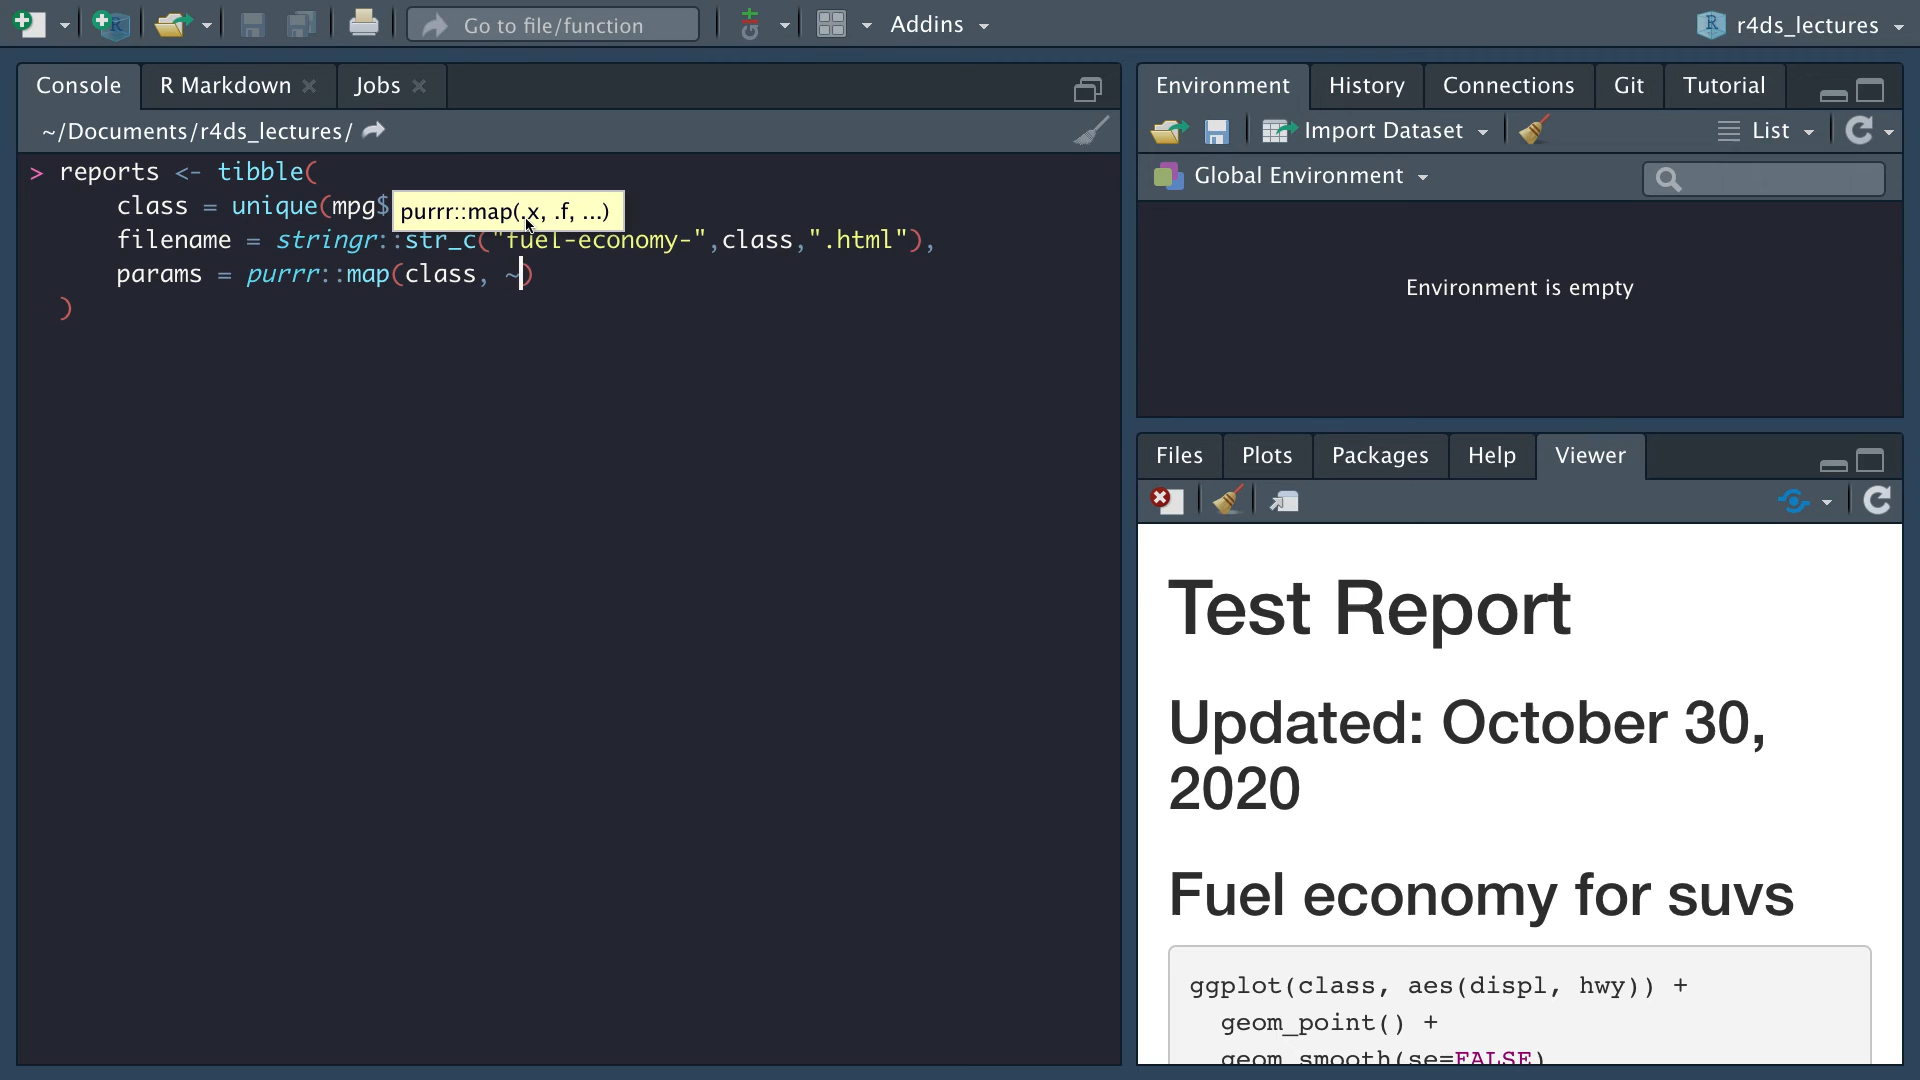 Go to file/function
Addins
r4ds_lectures
Console
R Markdown
Jobs
~/Documents/r4ds_lectures/
> reports <- tibble(
class = unique(mpg$
purrr::map(.x, .f, ...)
filename = stringr::str_c("fuel-economy-",class,".html"),
params = purrr::map(class, ~)
)
Environment
History
Connections
Git
Tutorial
Import Dataset
List
Global Environment
Environment is empty
Files
Plots
Packages
Help
Viewer
Test Report
Updated: October 30,
2020
Fuel economy for suvs
ggplot(class, aes(displ, hwy)) +
geom_point() +
geom_smooth(se=FALSE)